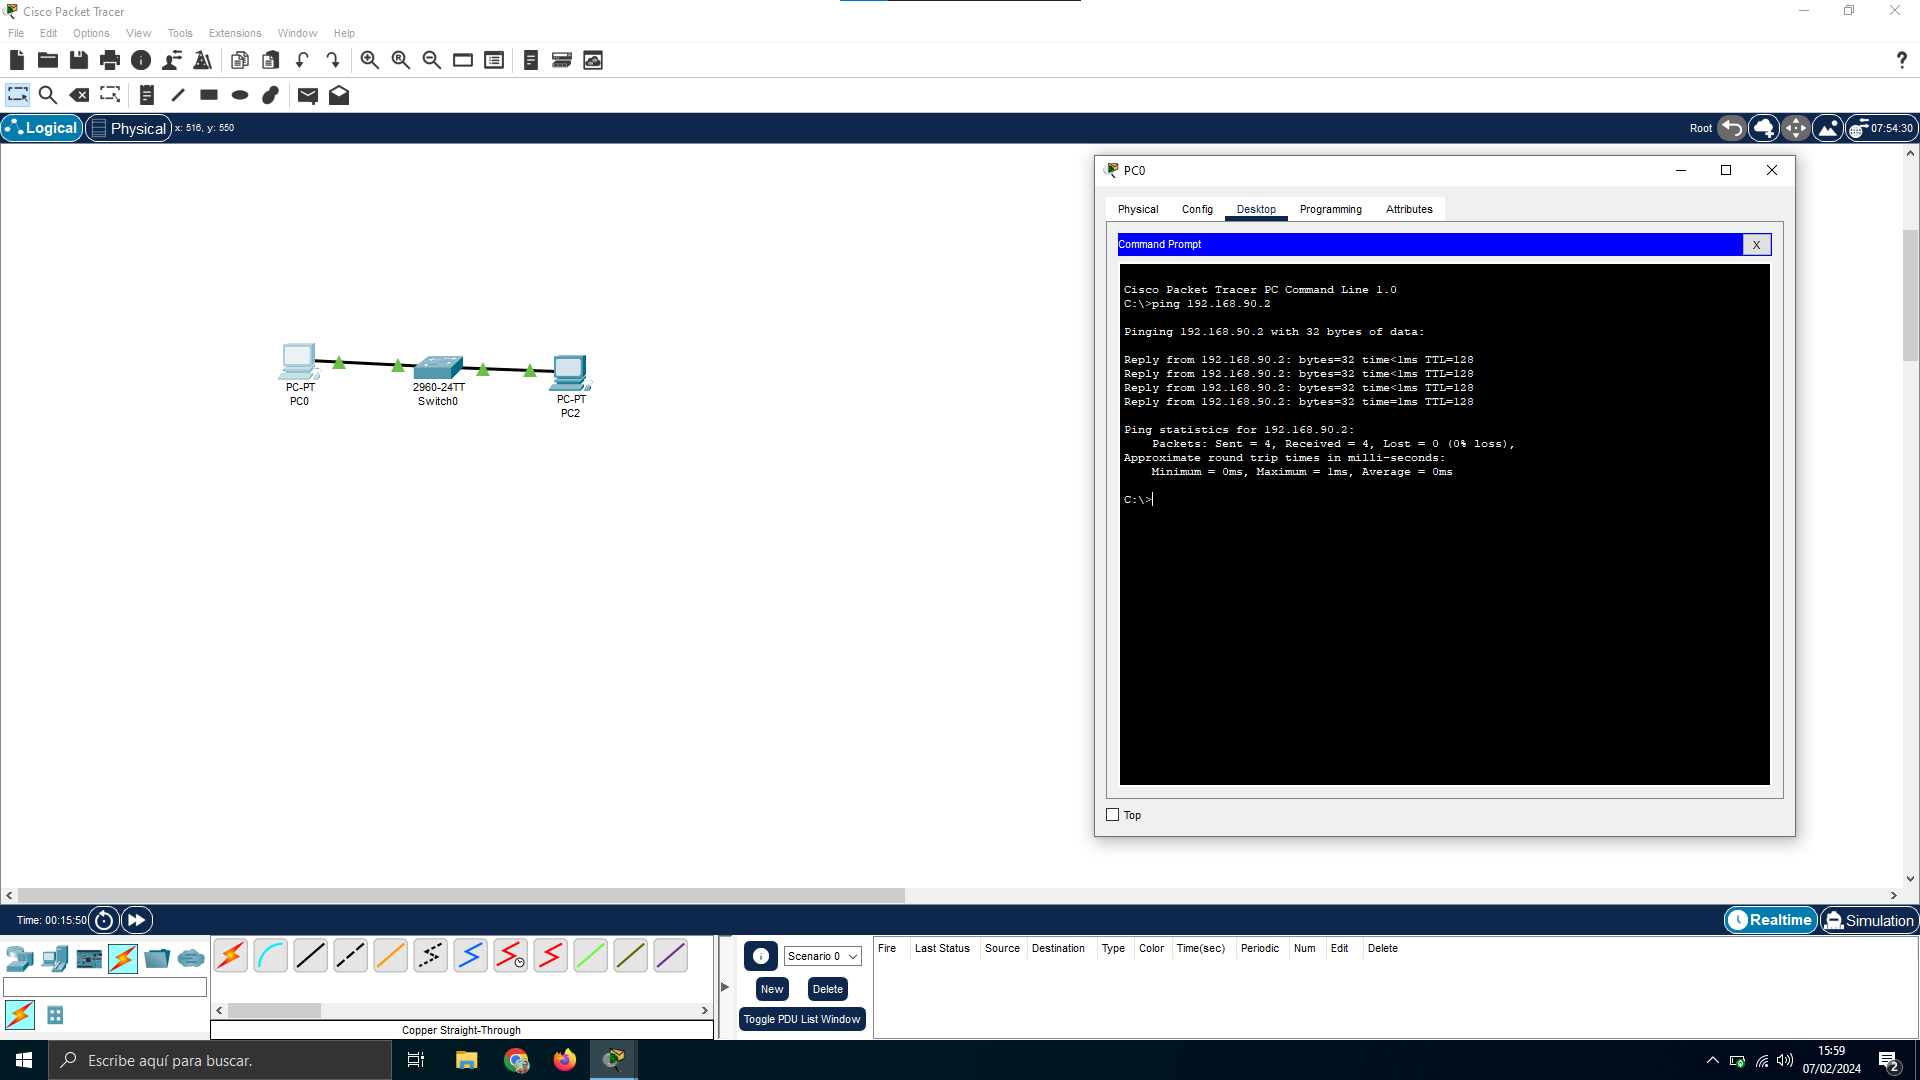 Cisco Packet Tracer
File Edit Options View Tools Extensions Window Help
Logical Physical x: 516, y: 550 Root 07:54:30
PC0
Physical Config Desktop Programming Attributes
Command Prompt X
Cisco Packet Tracer PC Command Line 1.0
C:\>ping 192.168.90.2
Pinging 192.168.90.2 with 32 bytes of data:
Reply from 192.168.90.2: bytes=32 time<1ms TTL=128
Reply from 192.168.90.2: bytes=32 time<1ms TTL=128
Reply from 192.168.90.2: bytes=32 time<1ms TTL=128
Reply from 192.168.90.2: bytes=32 time=1ms TTL=128
Ping statistics for 192.168.90.2:
Packets: Sent = 4, Received = 4, Lost = 0 (0% loss),
Approximate round trip times in milli-seconds:
Minimum = 0ms, Maximum = 1ms, Average = 0ms
C:\>
Top
PC-PT
PC0
2960-24TT
Switch0
PC-PT
PC2
Time: 00:15:50 Realtime Simulation
Scenario 0
New Delete
Toggle PDU List Window
Fire Last Status Source Destination Type Color Time(sec) Periodic Num Edit Delete
Copper Straight-Through
Escribe aquí para buscar.
15:59
07/02/2024
2